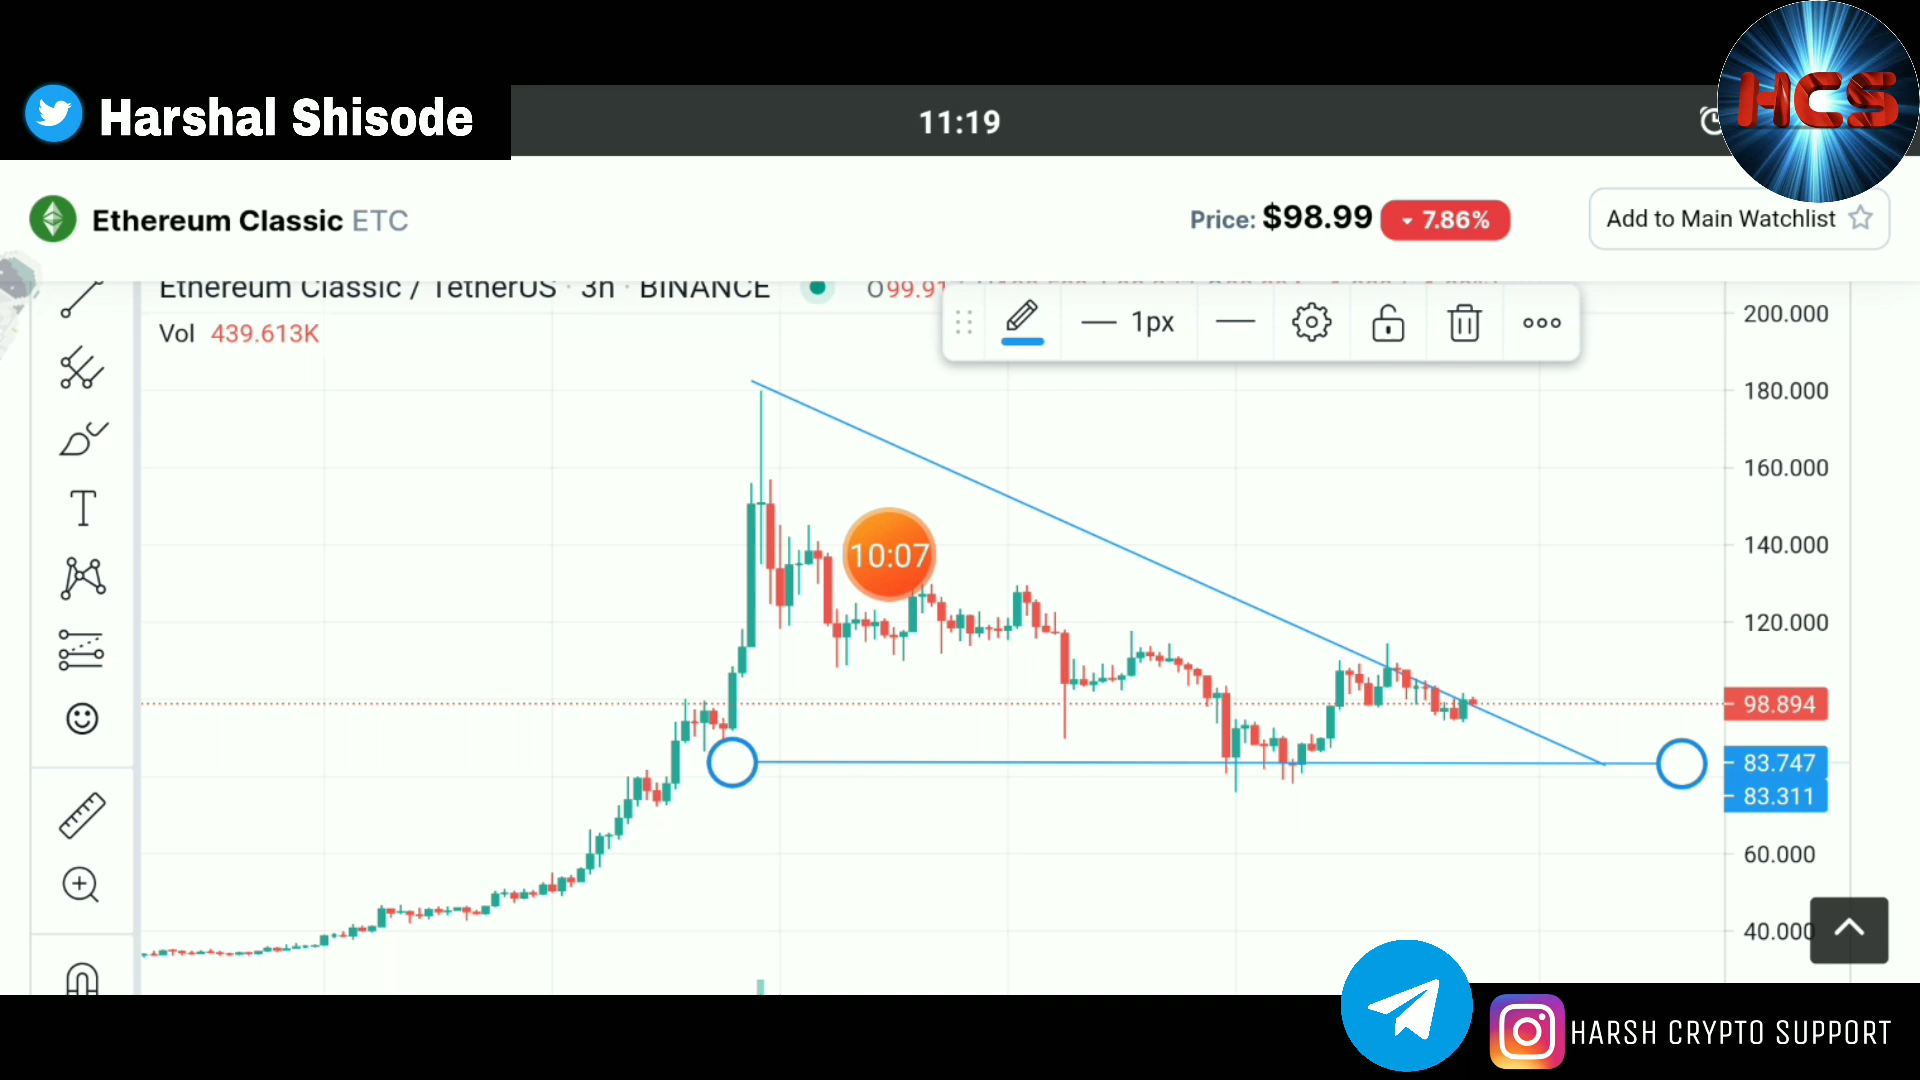 Harshal Shisode
11:19
HCS
Ethereum Classic ETC
Price: $98.99 7.86%
Add to Main Watchlist
Ethereum Classic / TetherUS · 3h · BINANCE
O99.91
Vol 439.613K
1px
200.000
180.000
160.000
140.000
10:07
120.000
98.894
83.747
83.311
60.000
40.000
HARSH CRYPTO SUPPORT